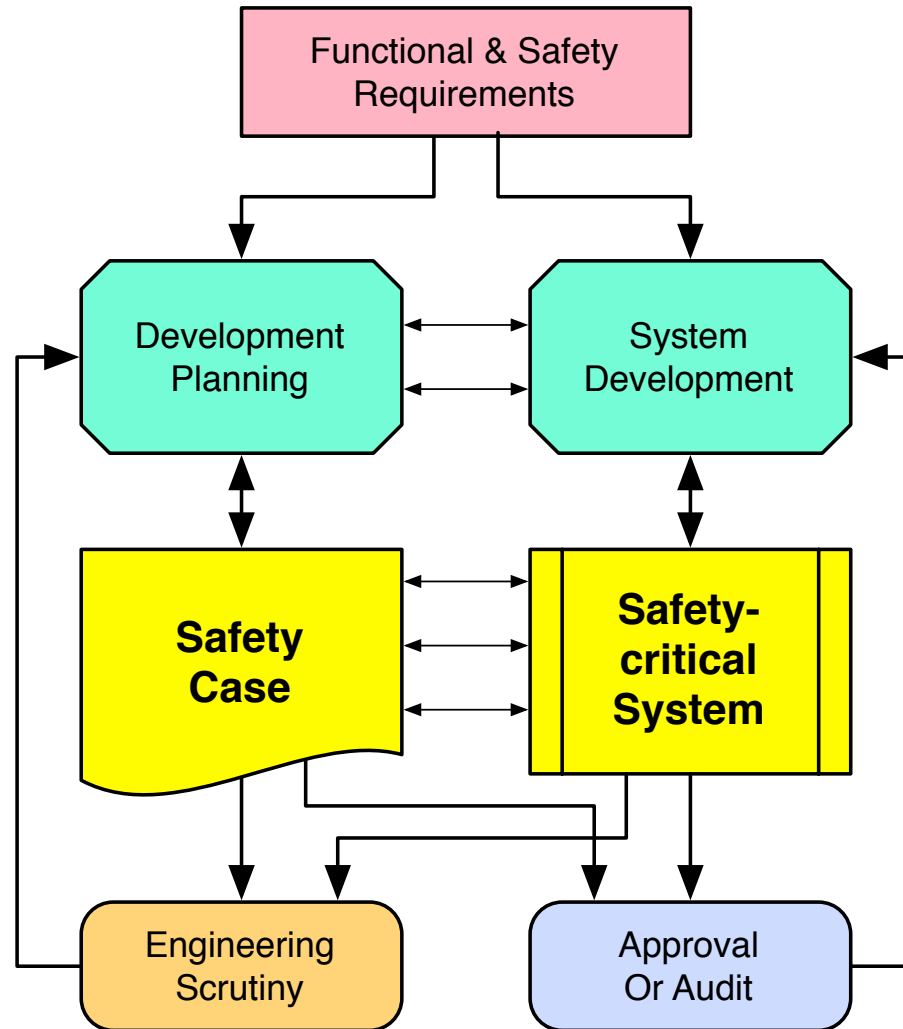 Functional & Safety
Requirements
Development
Planning
System
Development
Safety
Case
Safety-
critical
System
Engineering
Scrutiny
Approval
Or Audit